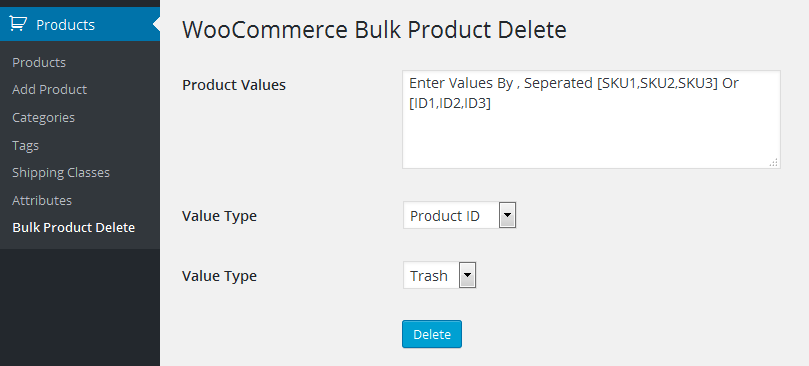 Products
Products
Add Product
Categories
Tags
Shipping Classes
Attributes
Bulk Product Delete
WooCommerce Bulk Product Delete
Product Values
Enter Values By , Seperated [SKU1,SKU2,SKU3] Or
[ID1,ID2,ID3]
Value Type
Product ID
Value Type
Trash
Delete